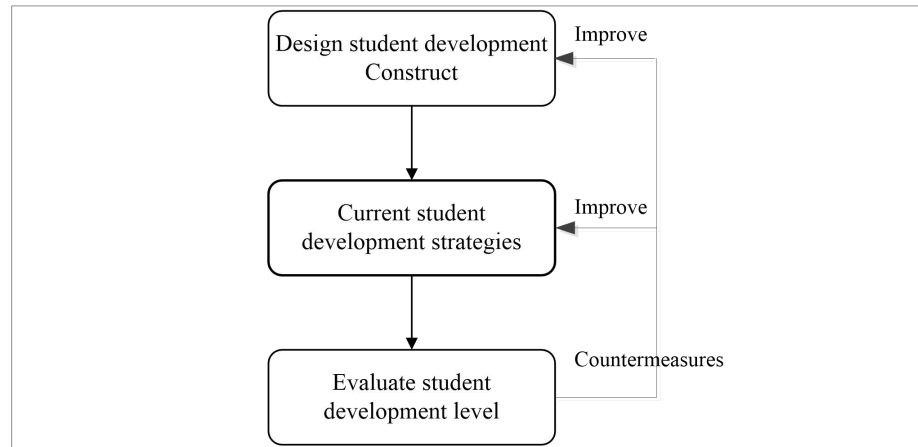 Design student development
Construct
Improve
Current student
development strategies
Improve
Evaluate student
development level
Countermeasures